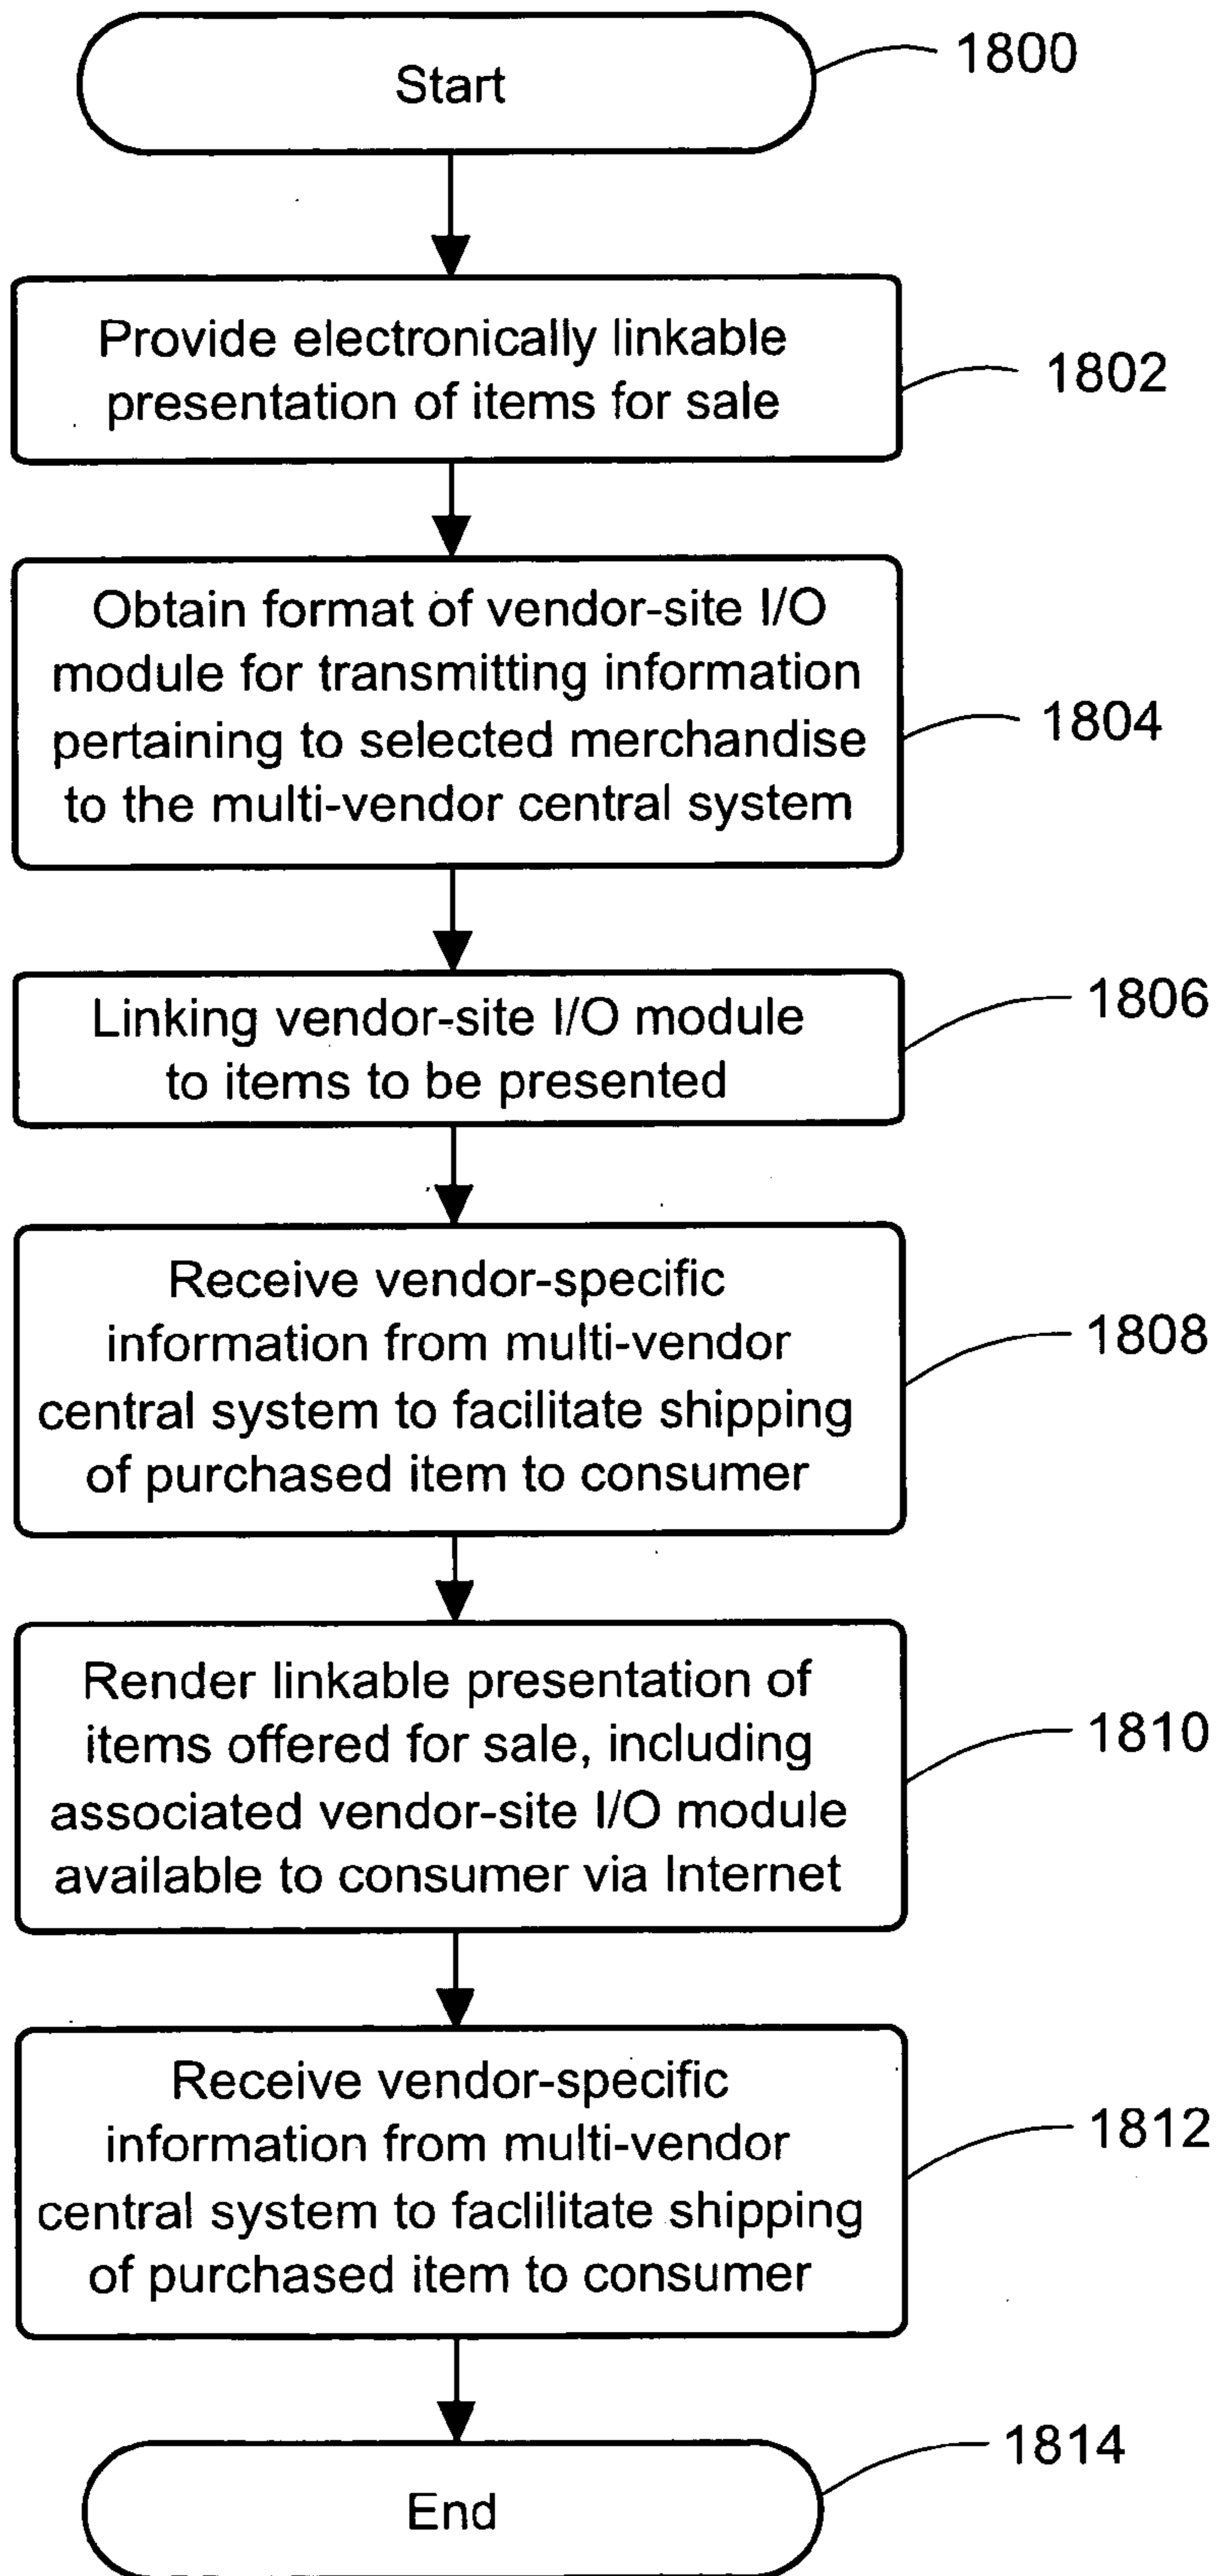 Start
1800
Provide electronically linkable
presentation of items for sale
1802
Obtain format of vendor-site I/O
module for transmitting information
pertaining to selected merchandise
to the multi-vendor central system
1804
Linking vendor-site I/O module
to items to be presented
1806
Receive vendor-specific
information from multi-vendor
central system to facilitate shipping
of purchased item to consumer
1808
Render linkable presentation of
items offered for sale, including
associated vendor-site I/O module
available to consumer via Internet
1810
Receive vendor-specific
information from multi-vendor
central system to faclilitate shipping
of purchased item to consumer
1812
End
1814